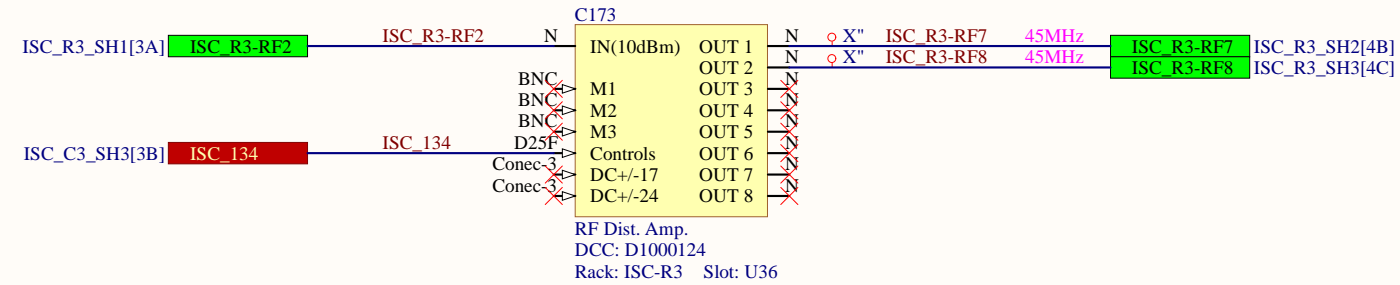 C173
ISC_R3_SH1[3A] ISC_R3-RF2 ISC_R3-RF2 N IN(10dBm) OUT 1 N X" ISC_R3-RF7 45MHz ISC_R3-RF7 ISC_R3_SH2[4B]
OUT 2 N X" ISC_R3-RF8 45MHz ISC_R3-RF8 ISC_R3_SH3[4C]
BNC M1 OUT 3 N
BNC M2 OUT 4 N
BNC M3 OUT 5 N
ISC_C3_SH3[3B] ISC_134 ISC_134 D25F Controls OUT 6 N
Conec-3 DC+/-17 OUT 7 N
Conec-3 DC+/-24 OUT 8 N
RF Dist. Amp.
DCC: D1000124
Rack: ISC-R3 Slot: U36